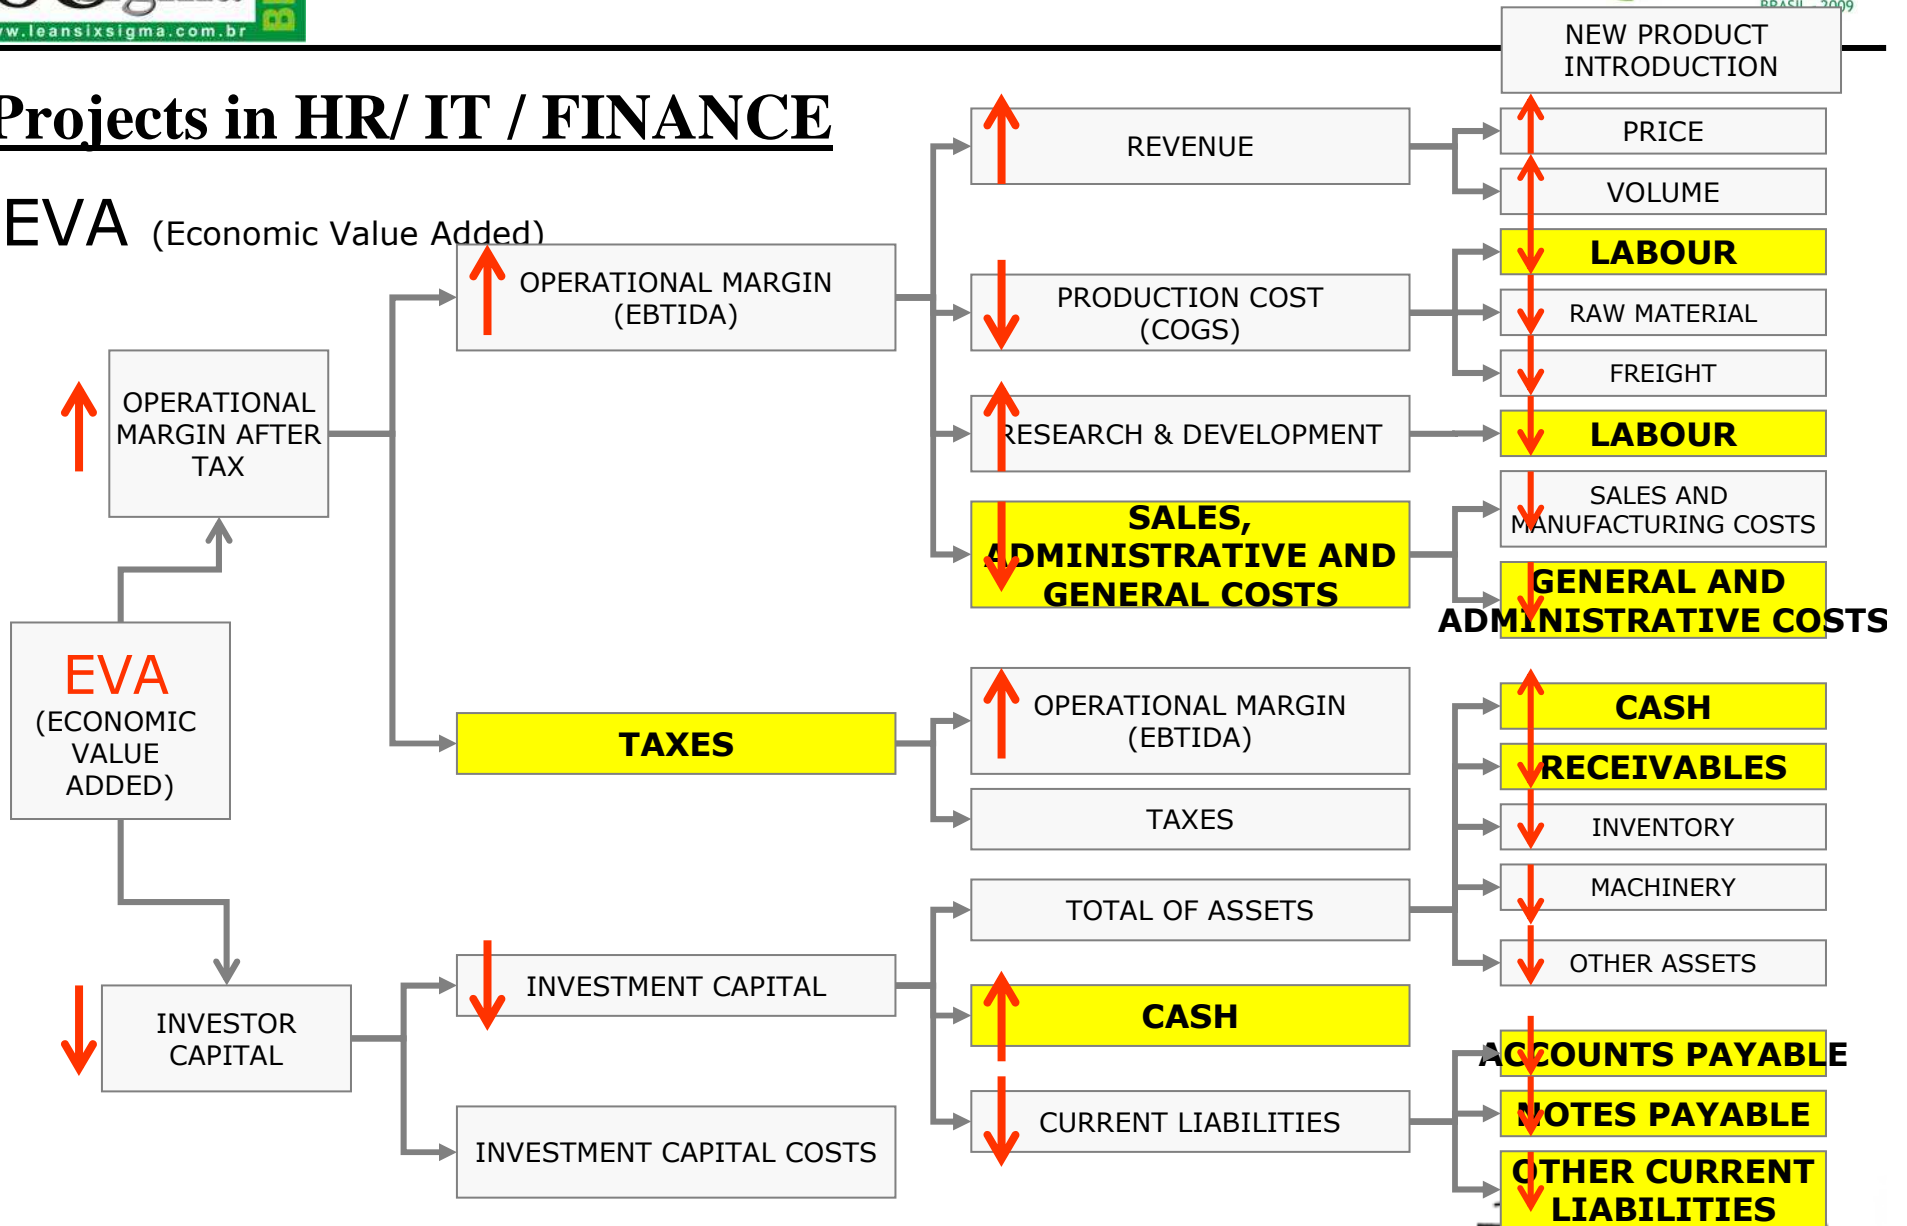 www.leansixsigma.com.br
BRASIL - 2009
Projects in HR/ IT / FINANCE
EVA (Economic Value Added)
NEW PRODUCT
INTRODUCTION
REVENUE
PRICE
VOLUME
OPERATIONAL MARGIN
(EBTIDA)
PRODUCTION COST
(COGS)
LABOUR
RAW MATERIAL
FREIGHT
OPERATIONAL
MARGIN AFTER
TAX
RESEARCH & DEVELOPMENT
LABOUR
SALES,
ADMINISTRATIVE AND
GENERAL COSTS
SALES AND
MANUFACTURING COSTS
GENERAL AND
ADMINISTRATIVE COSTS
EVA
(ECONOMIC
VALUE
ADDED)
TAXES
OPERATIONAL MARGIN
(EBTIDA)
TAXES
CASH
RECEIVABLES
INVENTORY
MACHINERY
OTHER ASSETS
TOTAL OF ASSETS
INVESTOR
CAPITAL
INVESTMENT CAPITAL
CASH
CURRENT LIABILITIES
ACCOUNTS PAYABLE
NOTES PAYABLE
OTHER CURRENT
LIABILITIES
INVESTMENT CAPITAL COSTS